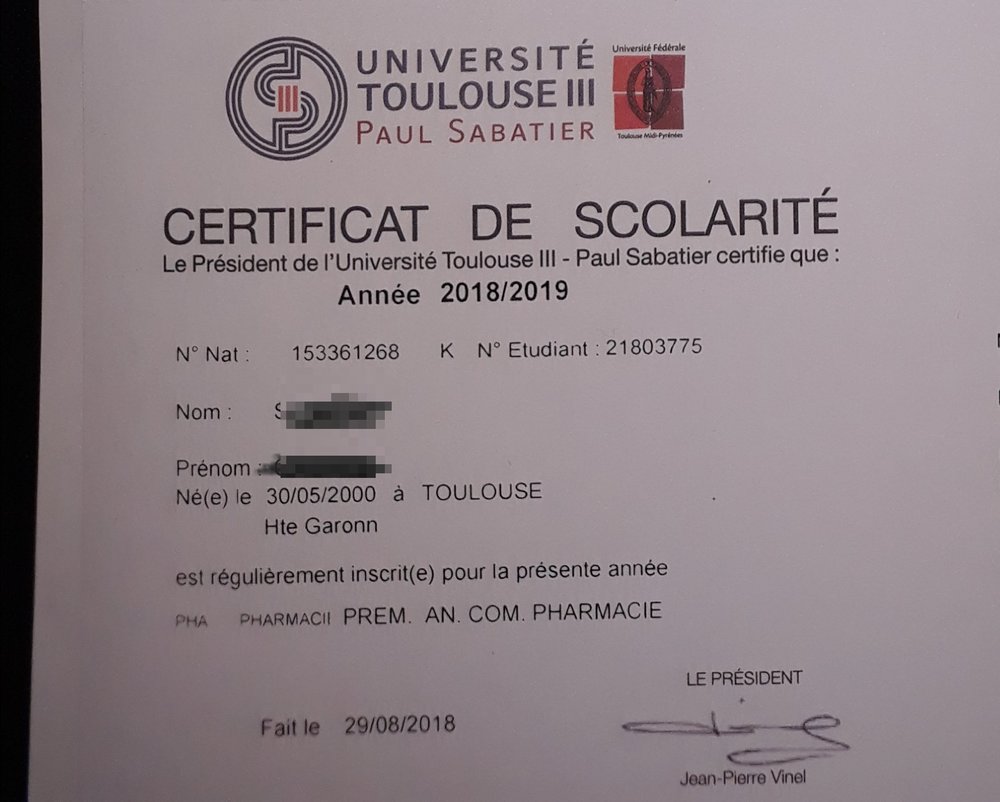 UNIVERSITÉ
TOULOUSE III
PAUL SABATIER
Université Fédérale
Toulouse Midi-Pyrénées
CERTIFICAT DE SCOLARITÉ
Le Président de l'Université Toulouse III - Paul Sabatier certifie que :
Année 2018/2019
N° Nat : 153361268 K N° Etudiant : 21803775
Nom : S
Prénom :
Né(e) le 30/05/2000 à TOULOUSE
Hte Garonn
est régulièrement inscrit(e) pour la présente année
PHA PHARMACII PREM. AN. COM. PHARMACIE
LE PRÉSIDENT
Fait le 29/08/2018
Jean-Pierre Vinel